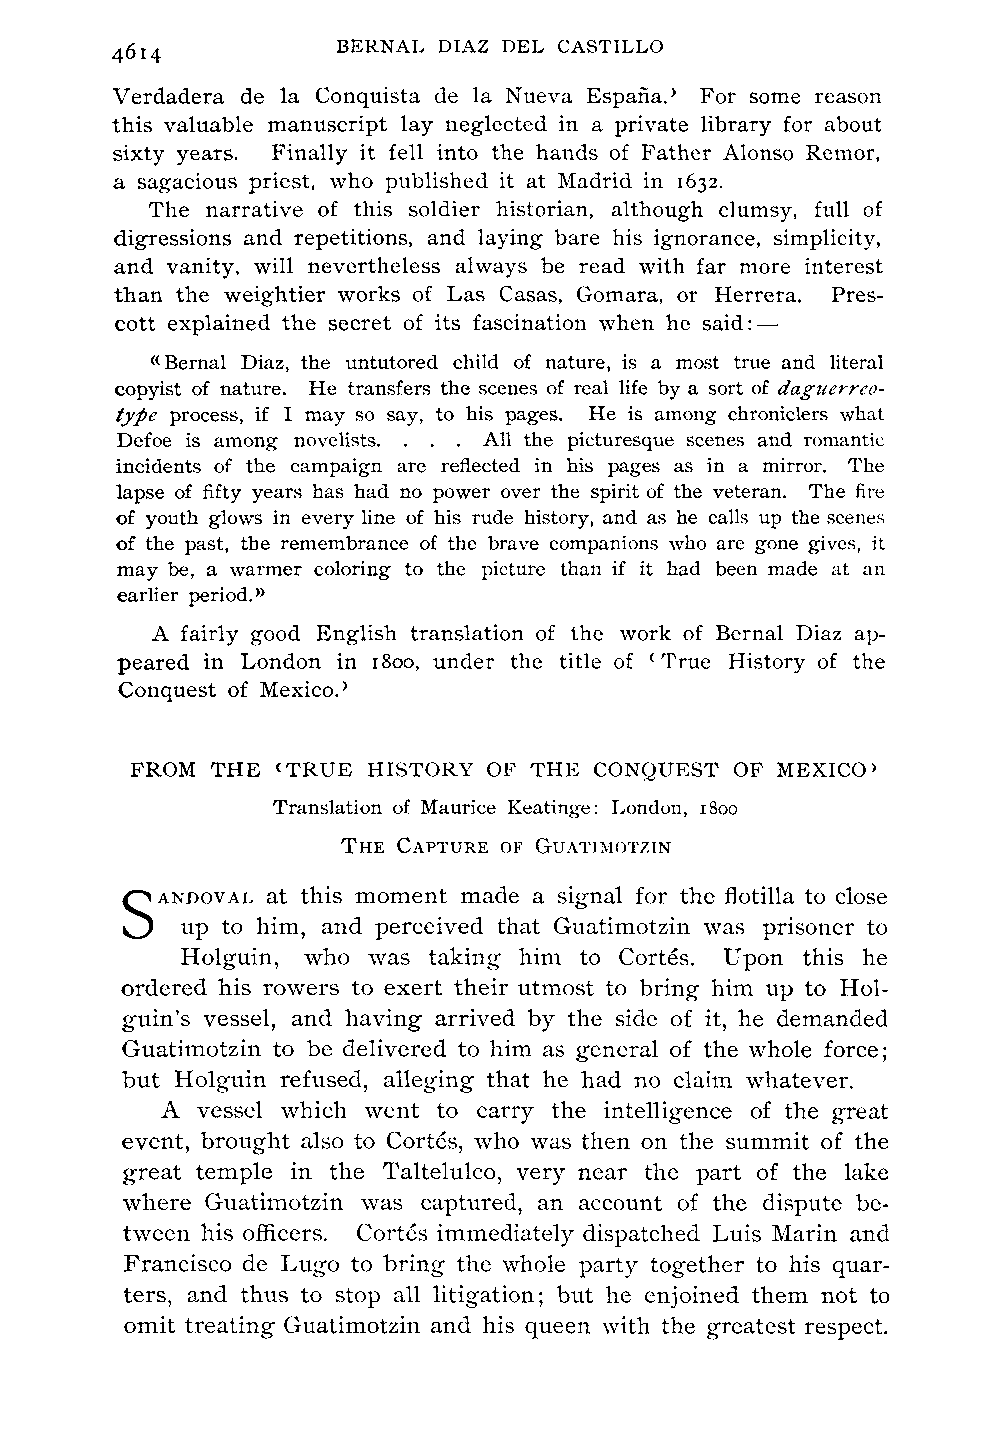 4614 BERNAL DIAZ DEL CASTILLO
Verdadera de la Conquista de la Nueva España.› For some reason
this valuable manuscript lay neglected in a private library for about
sixty years. Finally it fell into the hands of Father Alonso Remor,
a sagacious priest, who published it at Madrid in 1632.
The narrative of this soldier historian, although clumsy, full of
digressions and repetitions, and laying bare his ignorance, simplicity,
and vanity, will nevertheless always be read with far more interest
than the weightier works of Las Casas, Gomara, or Herrera. Pres-
cott explained the secret of its fascination when he said:—
«Bernal Diaz, the untutored child of nature, is a most true and literal
copyist of nature. He transfers the scenes of real life by a sort of daguerreo-
type process, if I may so say, to his pages. He is among chroniclers what
Defoe is among novelists. . . . All the picturesque scenes and romantic
incidents of the campaign are reflected in his pages as in a mirror. The
lapse of fifty years has had no power over the spirit of the veteran. The fire
of youth glows in every line of his rude history, and as he calls up the scenes
of the past, the remembrance of the brave companions who are gone gives, it
may be, a warmer coloring to the picture than if it had been made at an
earlier period.»
A fairly good English translation of the work of Bernal Diaz ap-
peared in London in 1800, under the title of ‹True History of the
Conquest of Mexico.›
FROM THE ‹TRUE HISTORY OF THE CONQUEST OF MEXICO›
Translation of Maurice Keatinge: London, 1800
THE CAPTURE OF GUATIMOTZIN
SANDOVAL at this moment made a signal for the flotilla to close
up to him, and perceived that Guatimotzin was prisoner to
Holguin, who was taking him to Cortés. Upon this he
ordered his rowers to exert their utmost to bring him up to Hol-
guin's vessel, and having arrived by the side of it, he demanded
Guatimotzin to be delivered to him as general of the whole force;
but Holguin refused, alleging that he had no claim whatever.
A vessel which went to carry the intelligence of the great
event, brought also to Cortés, who was then on the summit of the
great temple in the Taltelulco, very near the part of the lake
where Guatimotzin was captured, an account of the dispute be-
tween his officers. Cortés immediately dispatched Luis Marin and
Francisco de Lugo to bring the whole party together to his quar-
ters, and thus to stop all litigation; but he enjoined them not to
omit treating Guatimotzin and his queen with the greatest respect.